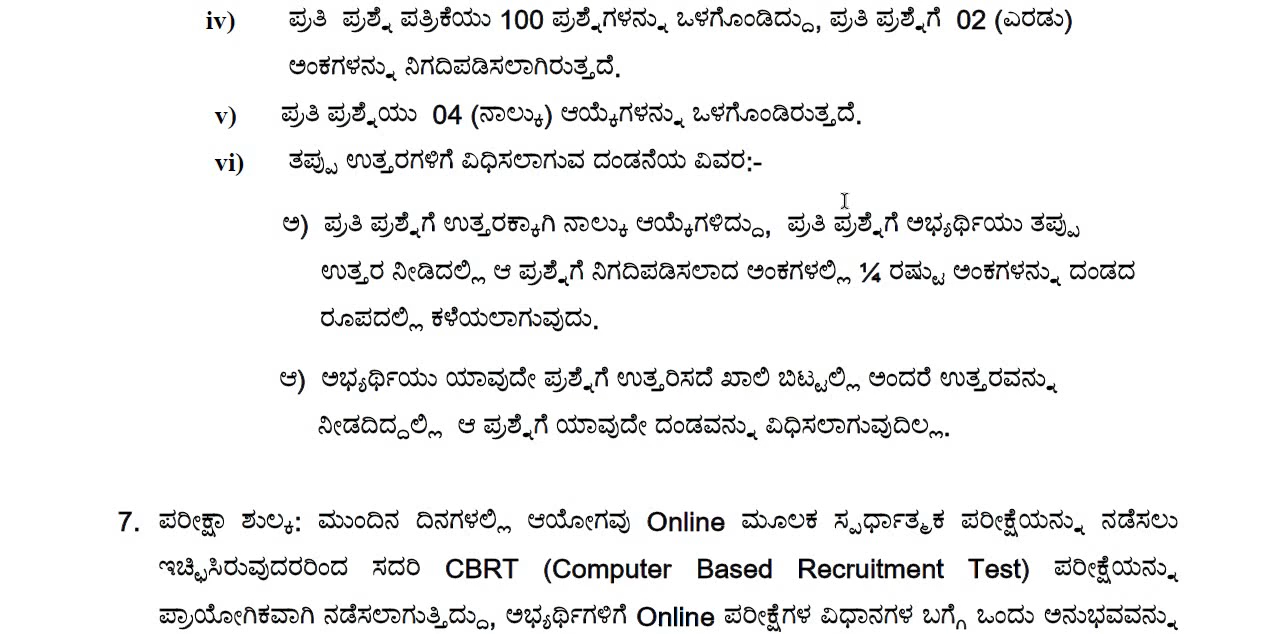 iv) ಪ್ರತಿ ಪ್ರಶ್ನೆ ಪತ್ರಿಕೆಯು 100 ಪ್ರಶ್ನೆಗಳನ್ನು ಒಳಗೊಂಡಿದ್ದು, ಪ್ರತಿ ಪ್ರಶ್ನೆಗೆ 02 (ಎರಡು)
ಅಂಕಗಳನ್ನು ನಿಗದಿಪಡಿಸಲಾಗಿರುತ್ತದೆ.
v) ಪ್ರತಿ ಪ್ರಶ್ನೆಯು 04 (ನಾಲ್ಕು) ಆಯ್ಕೆಗಳನ್ನು ಒಳಗೊಂಡಿರುತ್ತದೆ.
vi) ತಪ್ಪು ಉತ್ತರಗಳಿಗೆ ವಿಧಿಸಲಾಗುವ ದಂಡನೆಯ ವಿವರ:-
ಅ) ಪ್ರತಿ ಪ್ರಶ್ನೆಗೆ ಉತ್ತರಕ್ಕಾಗಿ ನಾಲ್ಕು ಆಯ್ಕೆಗಳಿದ್ದು, ಪ್ರತಿ ಪ್ರಶ್ನೆಗೆ ಅಭ್ಯರ್ಥಿಯು ತಪ್ಪು
ಉತ್ತರ ನೀಡಿದಲ್ಲಿ ಆ ಪ್ರಶ್ನೆಗೆ ನಿಗದಿಪಡಿಸಲಾದ ಅಂಕಗಳಲ್ಲಿ ¼ ರಷ್ಟು ಅಂಕಗಳನ್ನು ದಂಡದ
ರೂಪದಲ್ಲಿ ಕಳೆಯಲಾಗುವುದು.
ಆ) ಅಭ್ಯರ್ಥಿಯು ಯಾವುದೇ ಪ್ರಶ್ನೆಗೆ ಉತ್ತರಿಸದೆ ಖಾಲಿ ಬಿಟ್ಟಲ್ಲಿ ಅಂದರೆ ಉತ್ತರವನ್ನು
ನೀಡದಿದ್ದಲ್ಲಿ ಆ ಪ್ರಶ್ನೆಗೆ ಯಾವುದೇ ದಂಡವನ್ನು ವಿಧಿಸಲಾಗುವುದಿಲ್ಲ.
7. ಪರೀಕ್ಷಾ ಶುಲ್ಕ: ಮುಂದಿನ ದಿನಗಳಲ್ಲಿ ಆಯೋಗವು Online ಮೂಲಕ ಸ್ಪರ್ಧಾತ್ಮಕ ಪರೀಕ್ಷೆಯನ್ನು ನಡೆಸಲು
ಇಚ್ಛಿಸಿರುವುದರರಿಂದ ಸದರಿ CBRT (Computer Based Recruitment Test) ಪರೀಕ್ಷೆಯನ್ನು
ಪ್ರಾಯೋಗಿಕವಾಗಿ ನಡೆಸಲಾಗುತ್ತಿದ್ದು, ಅಭ್ಯರ್ಥಿಗಳಿಗೆ Online ಪರೀಕ್ಷೆಗಳ ವಿಧಾನಗಳ ಬಗ್ಗೆ ಒಂದು ಅನುಭವವನ್ನು